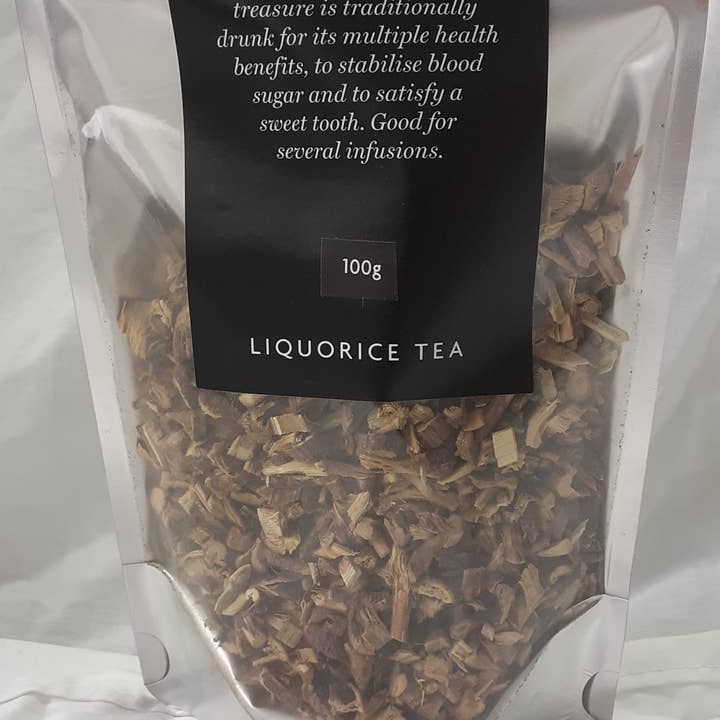 treasure is traditionally
drunk for its multiple health
benefits, to stabilise blood
sugar and to satisfy a
sweet tooth. Good for
several infusions.
100g
LIQUORICE TEA